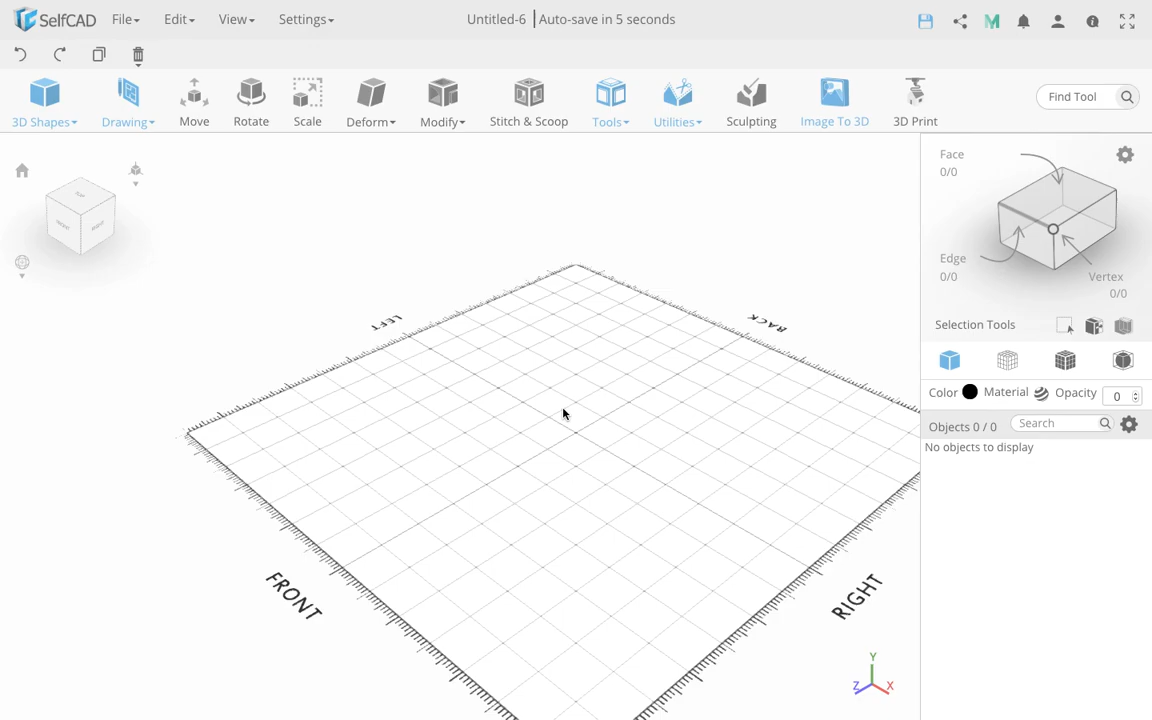 SelfCAD File Edit View Settings Untitled-6 Auto-save in 5 seconds
3D Shapes Drawing Move Rotate Scale Deform Modify Stitch & Scoop Tools Utilities Sculpting Image To 3D 3D Print Find Tool
Face
0/0
Edge
0/0
Vertex
0/0
Selection Tools
Color Material Opacity 0
Objects 0 / 0 Search
No objects to display
LEFT BACK
FRONT RIGHT
Y
Z X